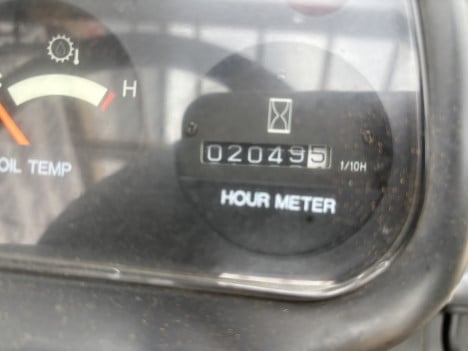 H
OIL TEMP
020495
1/10H
HOUR METER